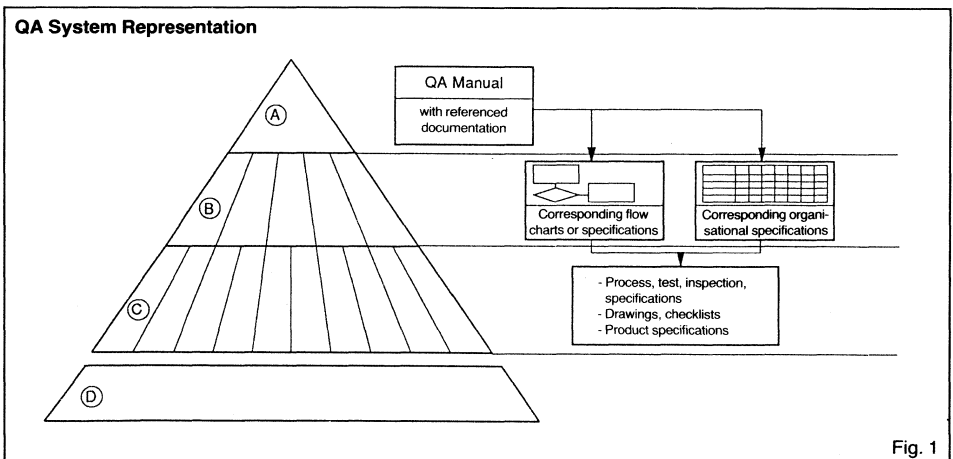 QA System Representation
A
QA Manual
with referenced
documentation
B
Corresponding flow
charts or specifications
Corresponding organi-
sational specifications
C
- Process, test, inspection,
specifications
- Drawings, checklists
- Product specifications
D
Fig. 1